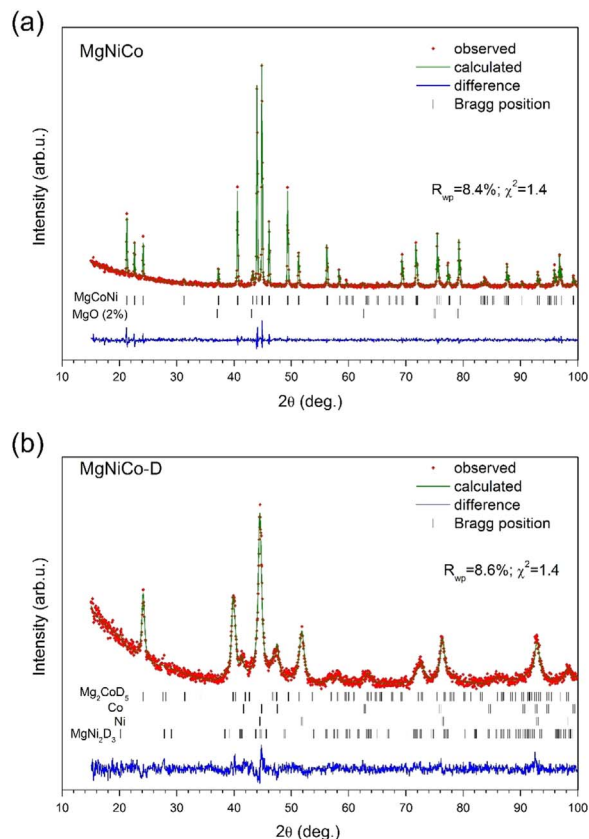 (a)
MgNiCo
observed
calculated
difference
Bragg position
R_wp=8.4%; χ²=1.4
Intensity (arb.u.)
MgCoNi
MgO (2%)
10 20 30 40 50 60 70 80 90 100
2θ (deg.)
(b)
MgNiCo-D
observed
calculated
difference
Bragg position
R_wp=8.6%; χ²=1.4
Intensity (arb.u.)
Mg₂CoD₅
Co
Ni
MgNi₂D₃
10 20 30 40 50 60 70 80 90 100
2θ (deg.)